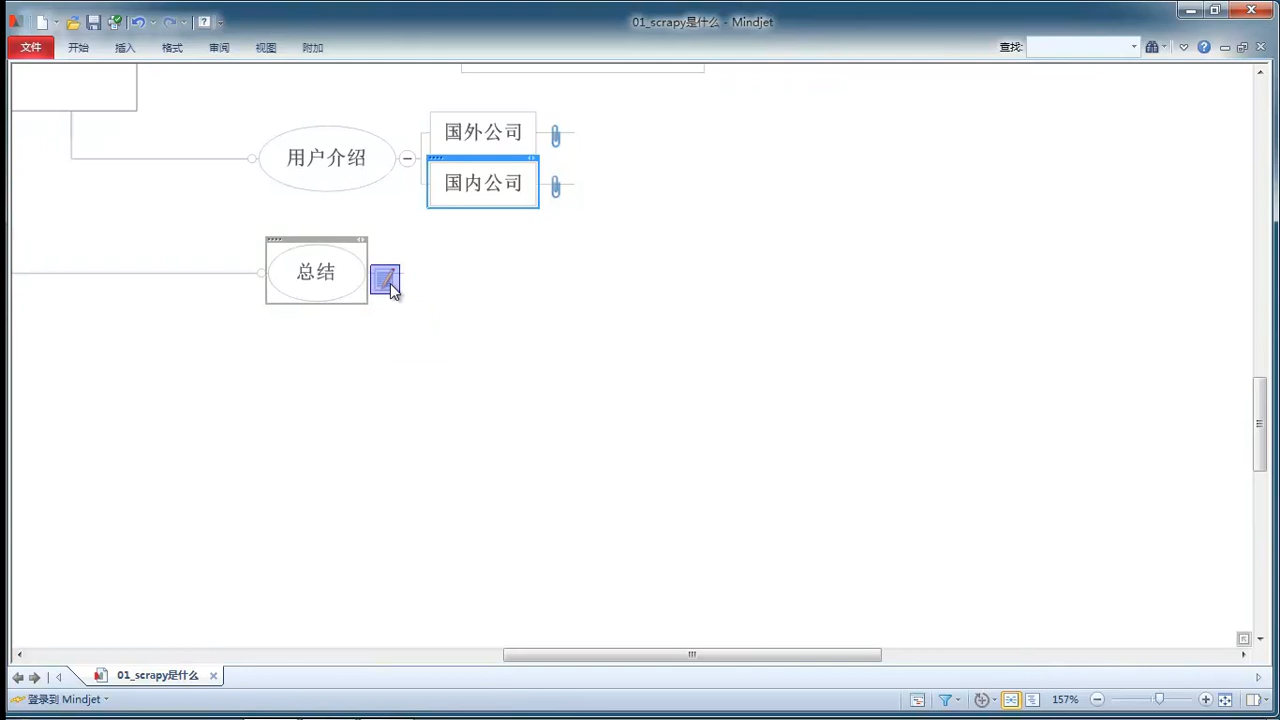 01_scrapy是什么 - Mindjet
文件 开始 插入 格式 审阅 视图 附加 查找:
国外公司
用户介绍
国内公司
总结
01_scrapy是什么
登录到 Mindjet 157%